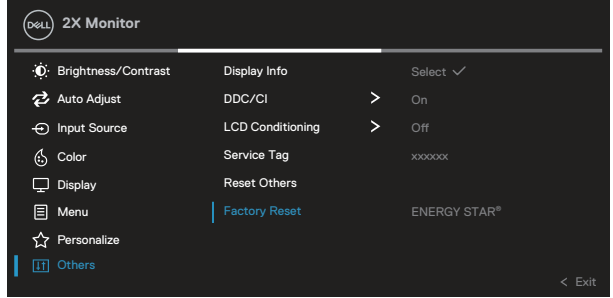 DELL 2X Monitor
Brightness/Contrast Display Info Select ✓
Auto Adjust DDC/CI > On
Input Source LCD Conditioning > Off
Color Service Tag xxxxxx
Display Reset Others
Menu Factory Reset ENERGY STAR®
Personalize
Others
< Exit